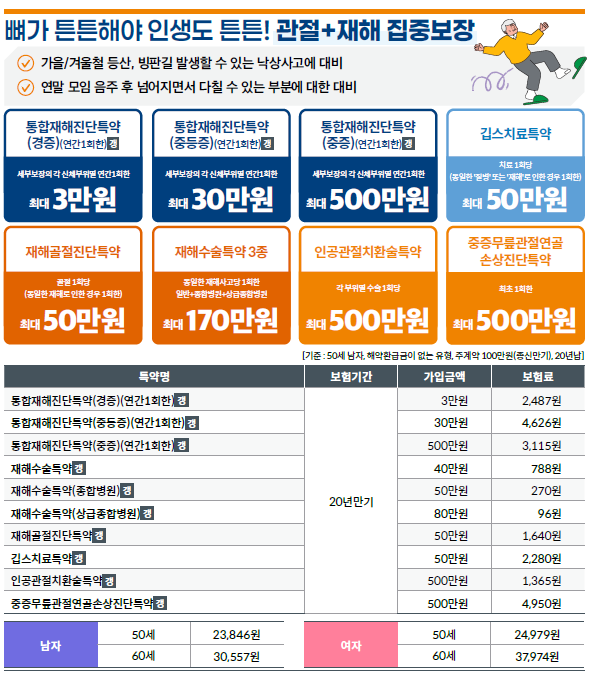 뼈가 튼튼해야 인생도 튼튼! 관절+재해 집중보장
가을/겨울철 등산, 빙판길 발생할 수 있는 낙상사고에 대비
연말 모임 음주 후 넘어지면서 다칠 수 있는 부분에 대한 대비
통합재해진단특약
(경증)(연간1회한)갱
세부보장의 각 신체부위별 연간1회한
최대 3만원
통합재해진단특약
(중등증)(연간1회한)갱
세부보장의 각 신체부위별 연간1회한
최대 30만원
통합재해진단특약
(중증)(연간1회한)갱
세부보장의 각 신체부위별 연간1회한
최대 500만원
깁스치료특약
치료 1회당
(동일한 '질병' 또는 '재해'로 인한 경우 1회한)
최대 50만원
재해골절진단특약
골절 1회당
(동일한 재해로 인한 경우 1회한)
최대 50만원
재해수술특약 3종
동일한 재해사고당 1회한
일반+종합병원+상급종합병원
최대 170만원
인공관절치환술특약
각 부위별 수술 1회당
최대 500만원
중증무릎관절연골
손상진단특약
최초 1회한
최대 500만원
[기준 : 50세 남자, 해약환급금이 없는 유형, 주계약 100만원(종신만기), 20년납]
특약명 보험기간 가입금액 보험료
통합재해진단특약(경증)(연간1회한)갱 3만원 2,487원
통합재해진단특약(중등증)(연간1회한)갱 30만원 4,626원
통합재해진단특약(중증)(연간1회한)갱 500만원 3,115원
재해수술특약갱 40만원 788원
재해수술특약(종합병원)갱 50만원 270원
20년만기
재해수술특약(상급종합병원)갱 80만원 96원
재해골절진단특약갱 50만원 1,640원
깁스치료특약갱 50만원 2,280원
인공관절치환술특약갱 500만원 1,365원
중증무릎관절연골손상진단특약갱 500만원 4,950원
남자 50세 23,846원
60세 30,557원
여자 50세 24,979원
60세 37,974원